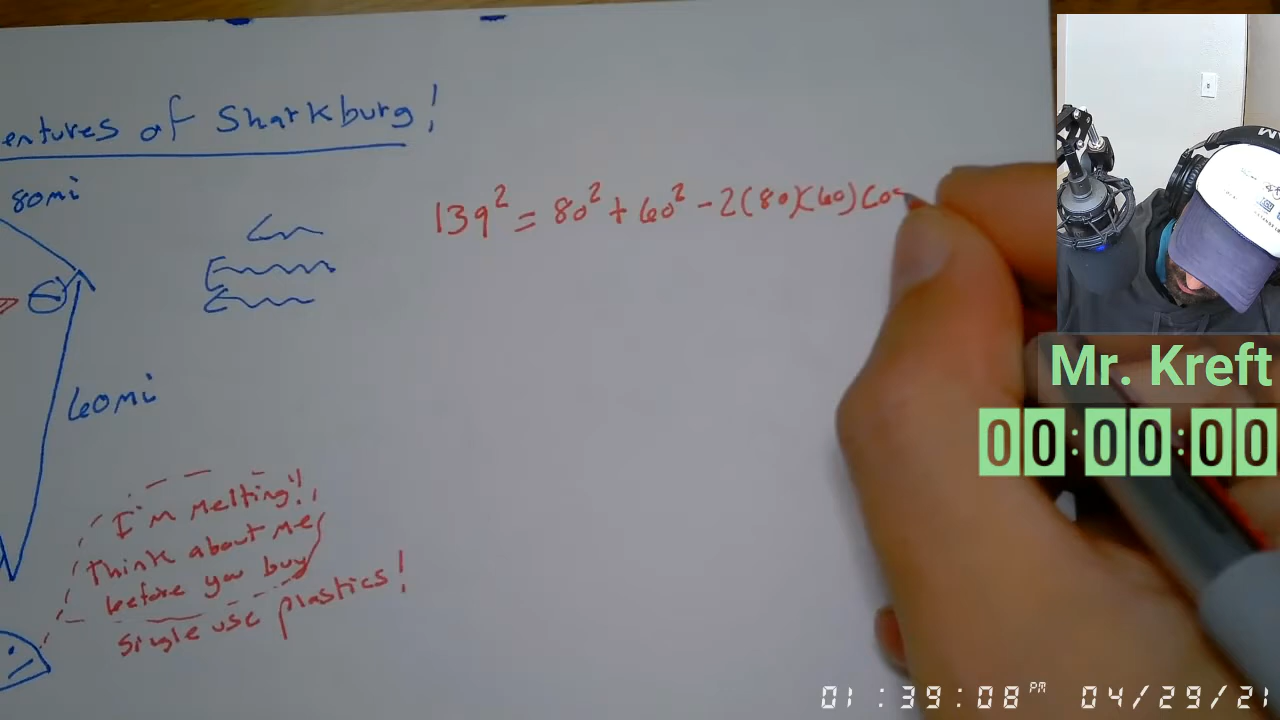 entures of Sharkburg!
80mi
139² = 80² + 60² - 2(80)(60)cos
θ
60mi
I'm melting!,
think about me
before you buy
single use plastics!
Mr. Kreft
00:00:00
01:39:08 PM 04/29/21